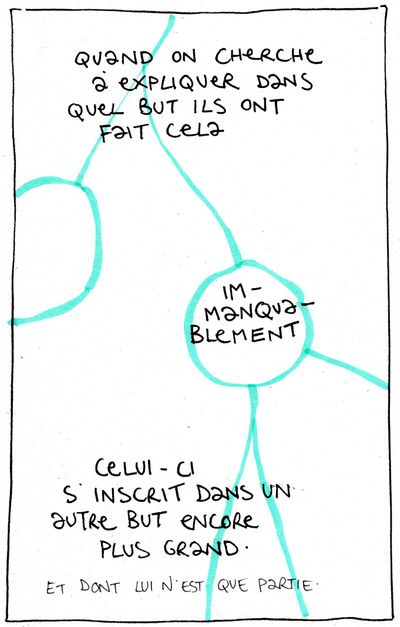 QUAND ON CHERCHE
À EXPLIQUER DANS
QUEL BUT ILS ONT
FAIT CELA
IM-
MANQUA-
BLEMENT
CELUI-CI
S'INSCRIT DANS UN
AUTRE BUT ENCORE
PLUS GRAND.
ET DONT LUI N'EST QUE PARTIE.